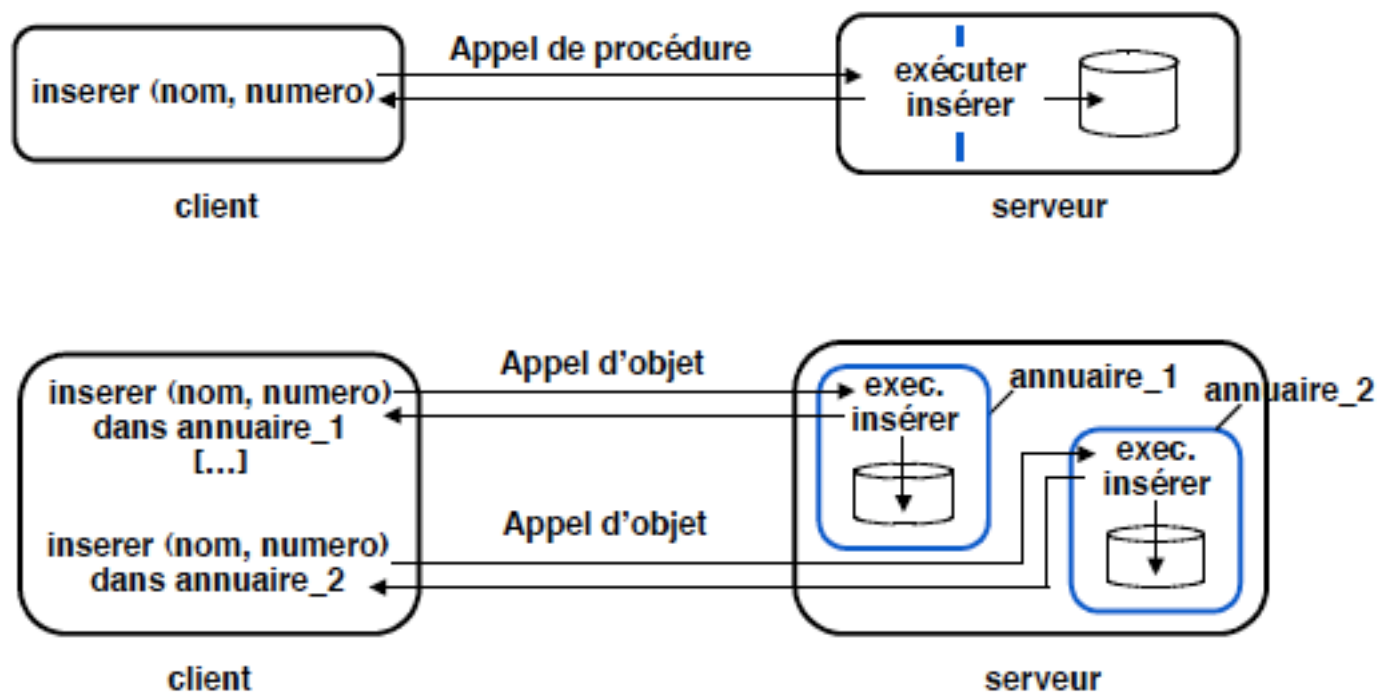 Appel de procédure
inserer (nom, numero)
exécuter
insérer
client
serveur
Appel d'objet
inserer (nom, numero)
dans annuaire_1
[...]
exec.
insérer
annuaire_1
annuaire_2
exec.
insérer
Appel d'objet
inserer (nom, numero)
dans annuaire_2
client
serveur